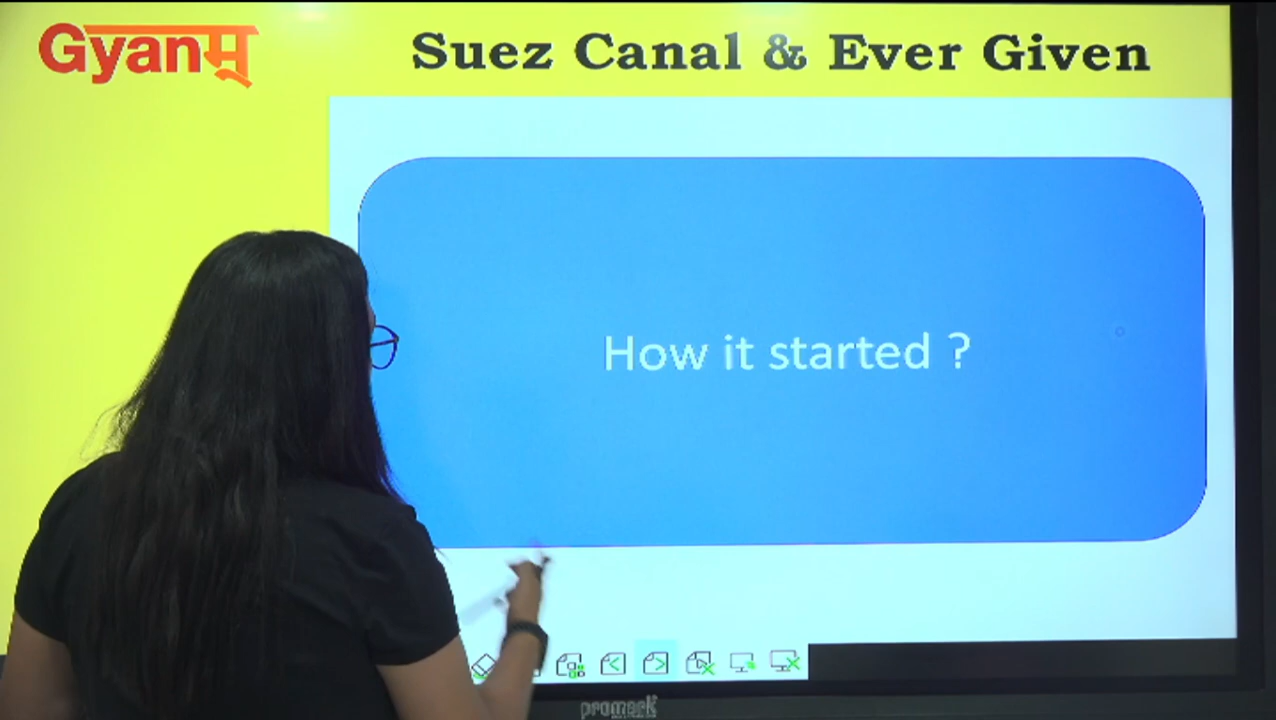 Gyanम्
Suez Canal & Ever Given
How it started ?
promark